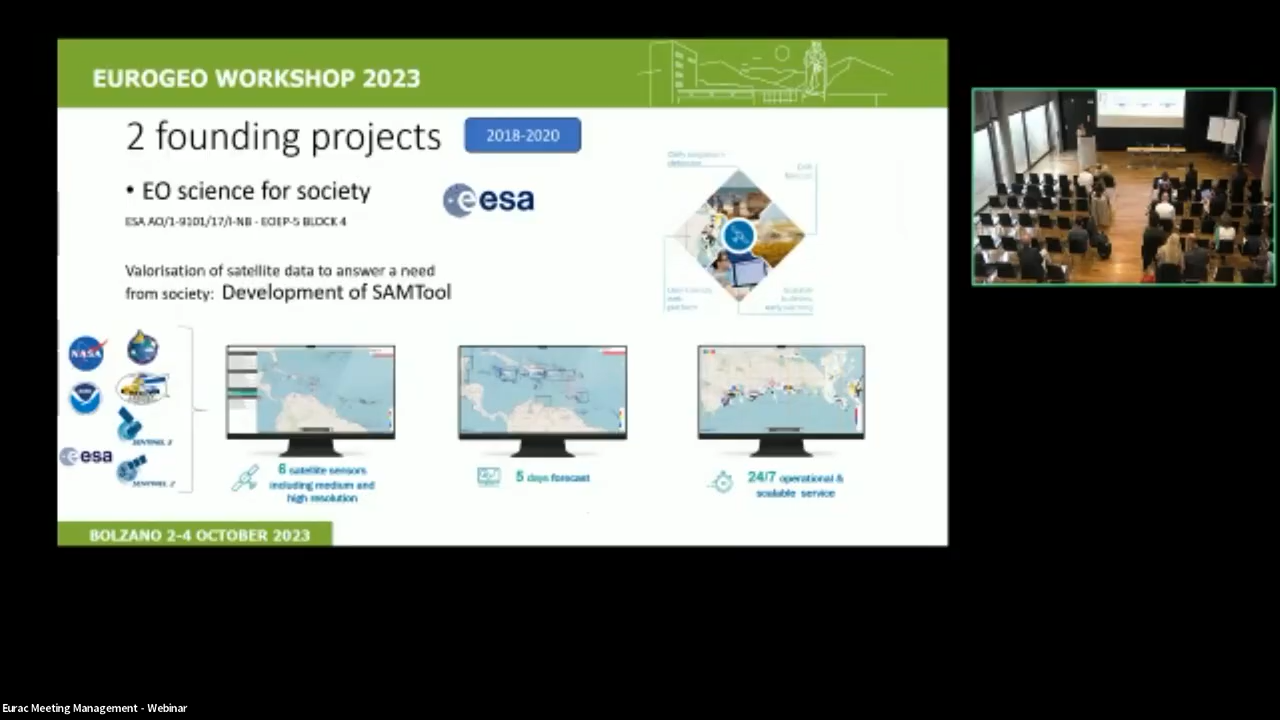 EUROGEO WORKSHOP 2023
2 founding projects
2018-2020
• EO science for society
esa
ESA AO/1-9101/17/I-NB - EOEP-5 BLOCK 4
Valorisation of satellite data to answer a need
from society: Development of SAMTool
NASA
esa
6 satellite sensors
including medium and
high resolution
5 days forecast
24/7 operational &
scalable service
BOLZANO 2-4 OCTOBER 2023
Eurac Meeting Management - Webinar